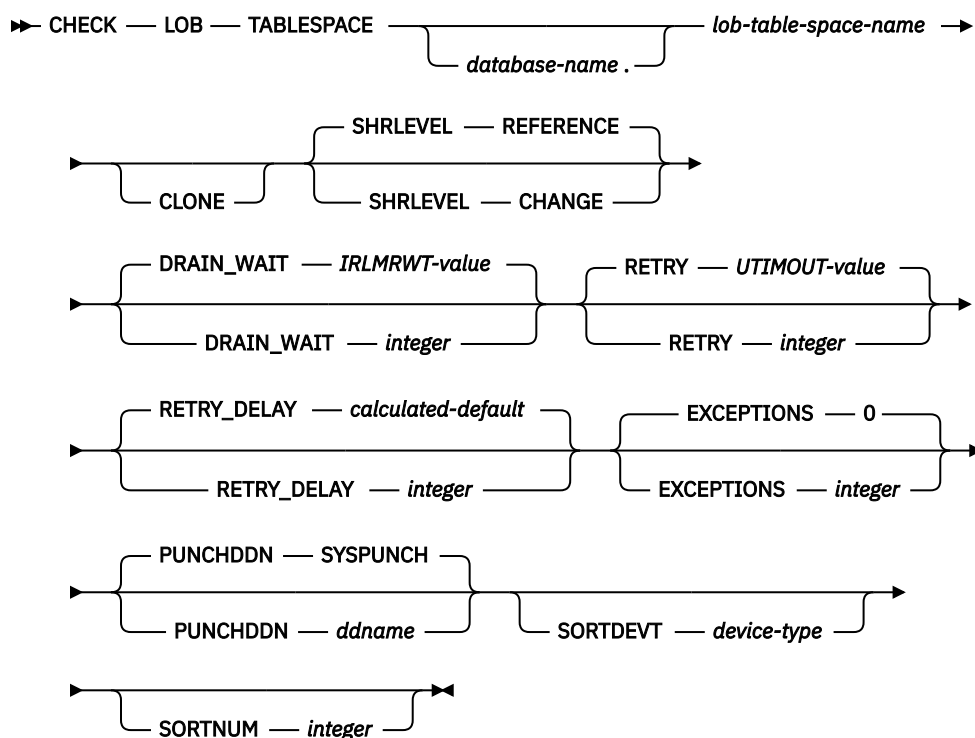 CHECK LOB TABLESPACE lob-table-space-name
database-name .
SHRLEVEL REFERENCE
CLONE SHRLEVEL CHANGE
DRAIN_WAIT IRLMRWT-value RETRY UTIMOUT-value
DRAIN_WAIT integer RETRY integer
RETRY_DELAY calculated-default EXCEPTIONS 0
RETRY_DELAY integer EXCEPTIONS integer
PUNCHDDN SYSPUNCH
PUNCHDDN ddname SORTDEVT device-type
SORTNUM integer